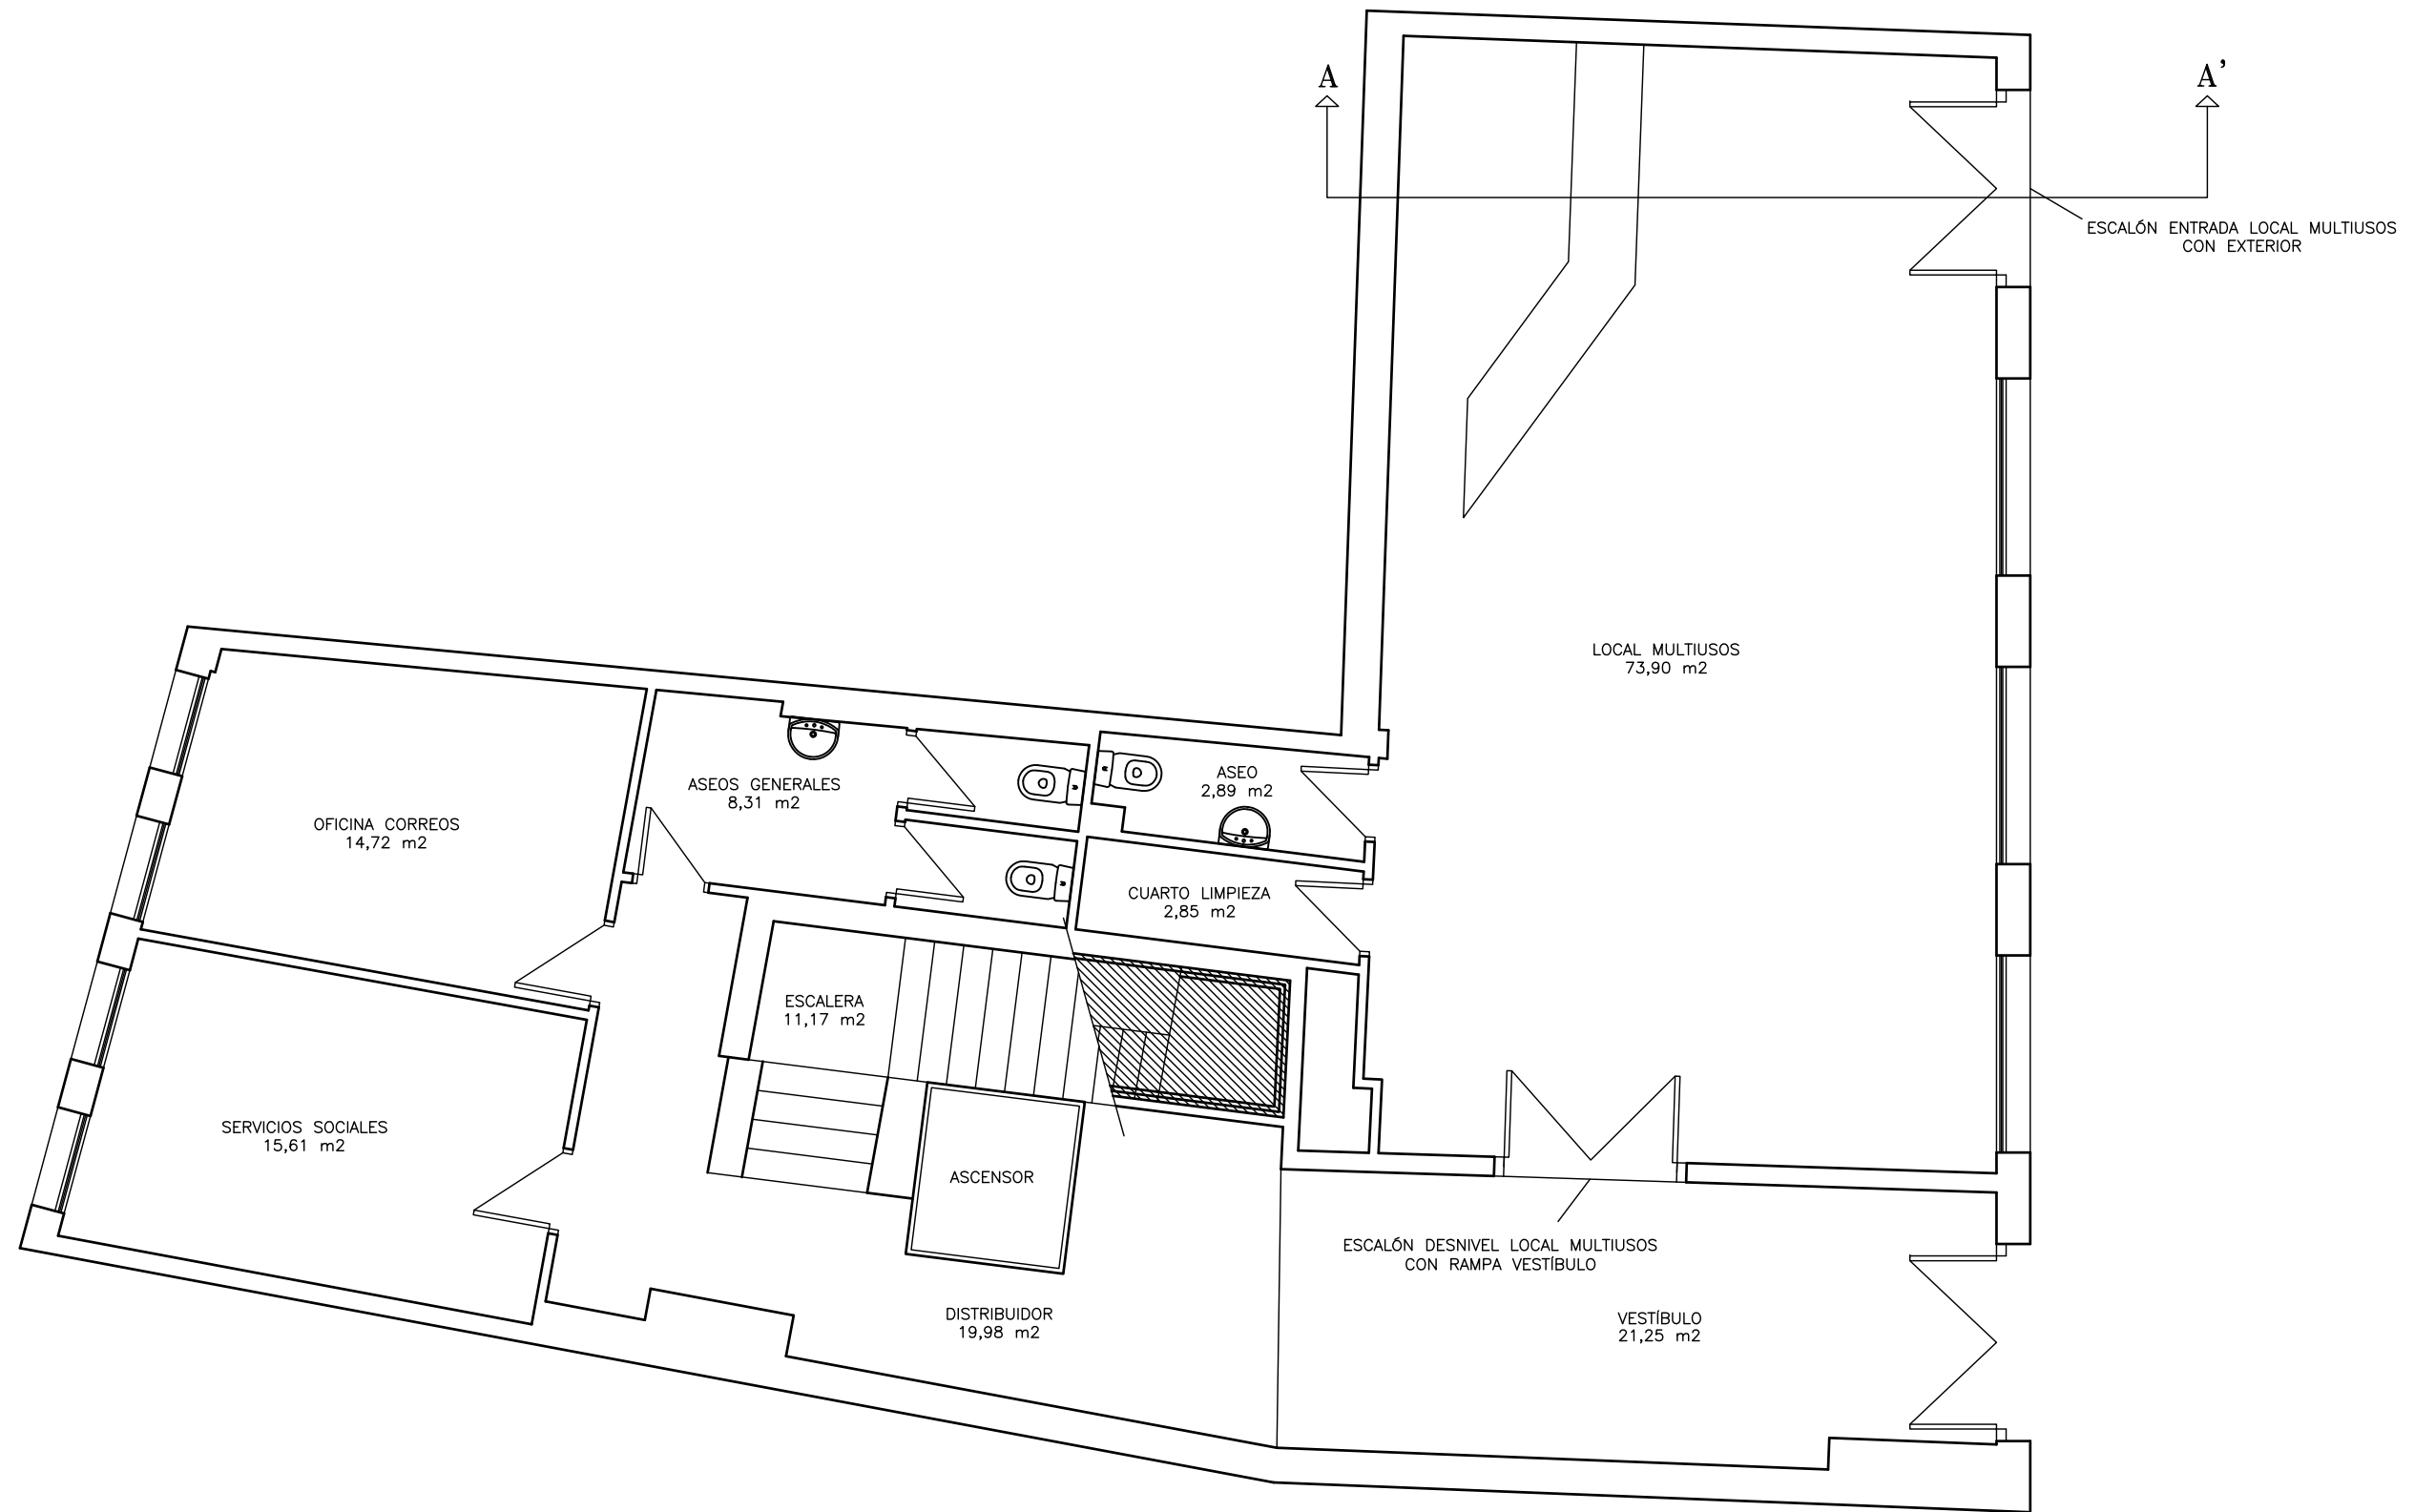 A
A'
ESCALÓN ENTRADA LOCAL MULTIUSOS
CON EXTERIOR
LOCAL MULTIUSOS
73,90 m2
ASEO
2,89 m2
ASEOS GENERALES
8,31 m2
OFICINA CORREOS
14,72 m2
CUARTO LIMPIEZA
2,85 m2
ESCALERA
11,17 m2
SERVICIOS SOCIALES
15,61 m2
ASCENSOR
ESCALÓN DESNIVEL LOCAL MULTIUSOS
CON RAMPA VESTÍBULO
DISTRIBUIDOR
19,98 m2
VESTÍBULO
21,25 m2